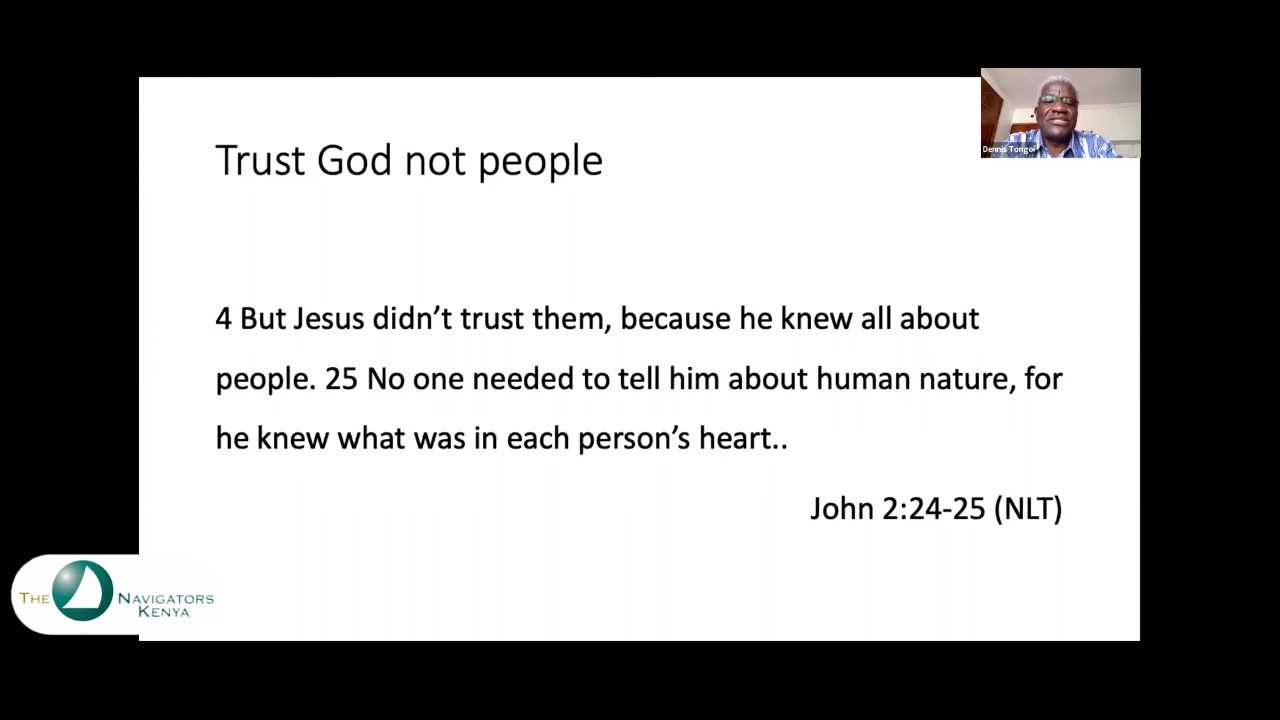 Trust God not people
Dennis Tongoi
4 But Jesus didn’t trust them, because he knew all about
people. 25 No one needed to tell him about human nature, for
he knew what was in each person’s heart..
John 2:24-25 (NLT)
THE NAVIGATORS
KENYA